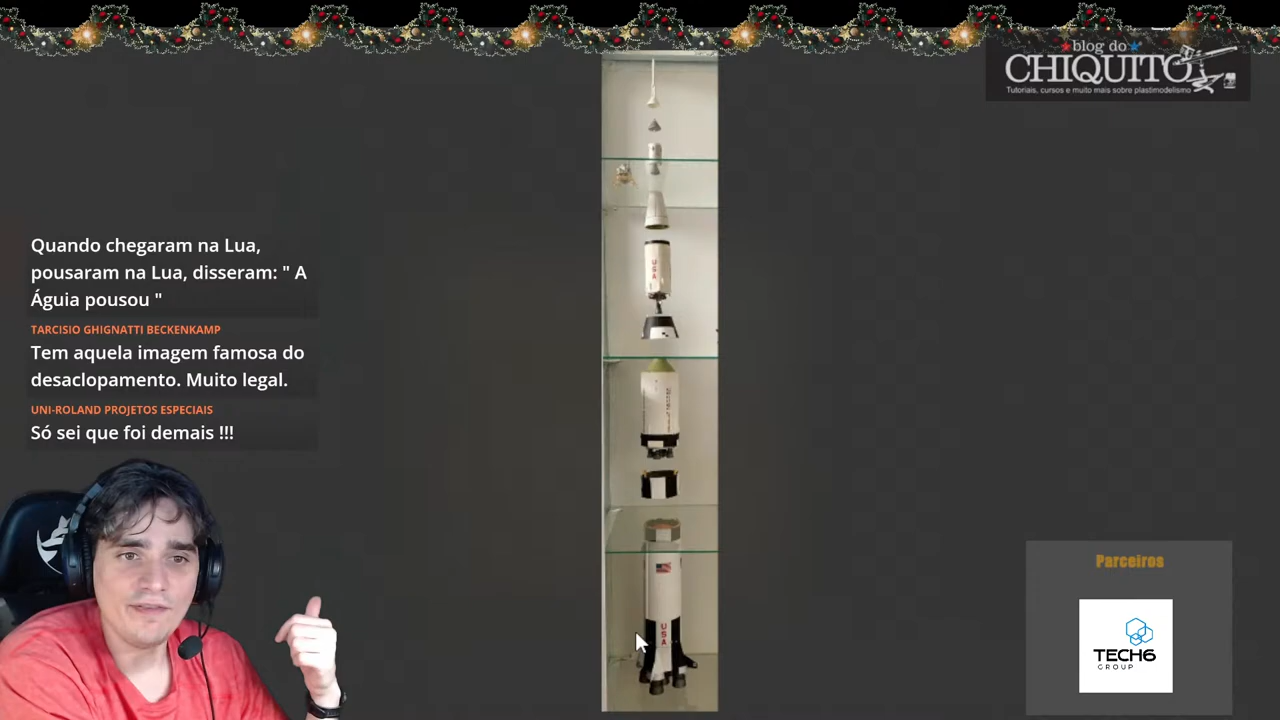 blog do
CHIQUITO
Tutoriais, cursos e muito mais sobre plastimodelismo
Quando chegaram na Lua,
pousaram na Lua, disseram: " A
Águia pousou "
TARCISIO GHIGNATTI BECKENKAMP
Tem aquela imagem famosa do
desaclopamento. Muito legal.
UNI-ROLAND PROJETOS ESPECIAIS
Só sei que foi demais !!!
USA
USA
Parceiros
TECH6
GROUP